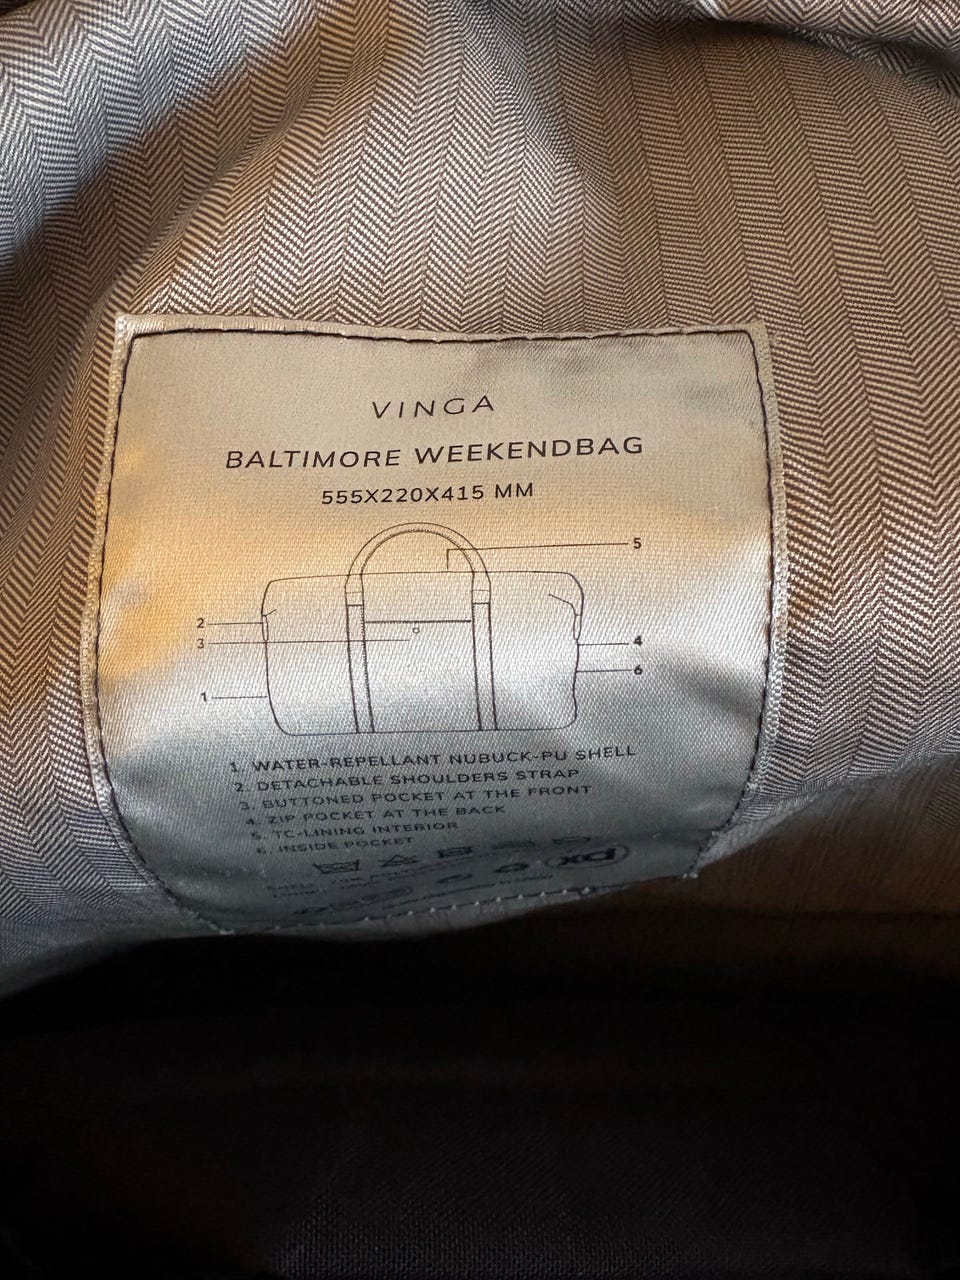 VINGA
BALTIMORE WEEKENDBAG
555X220X415 MM
5
2
3
4
6
1
1. WATER-REPELLANT NUBUCK-PU SHELL
2. DETACHABLE SHOULDERS STRAP
3. BUTTONED POCKET AT THE FRONT
4. ZIP POCKET AT THE BACK
5. TC-LINING INTERIOR
6. INSIDE POCKET